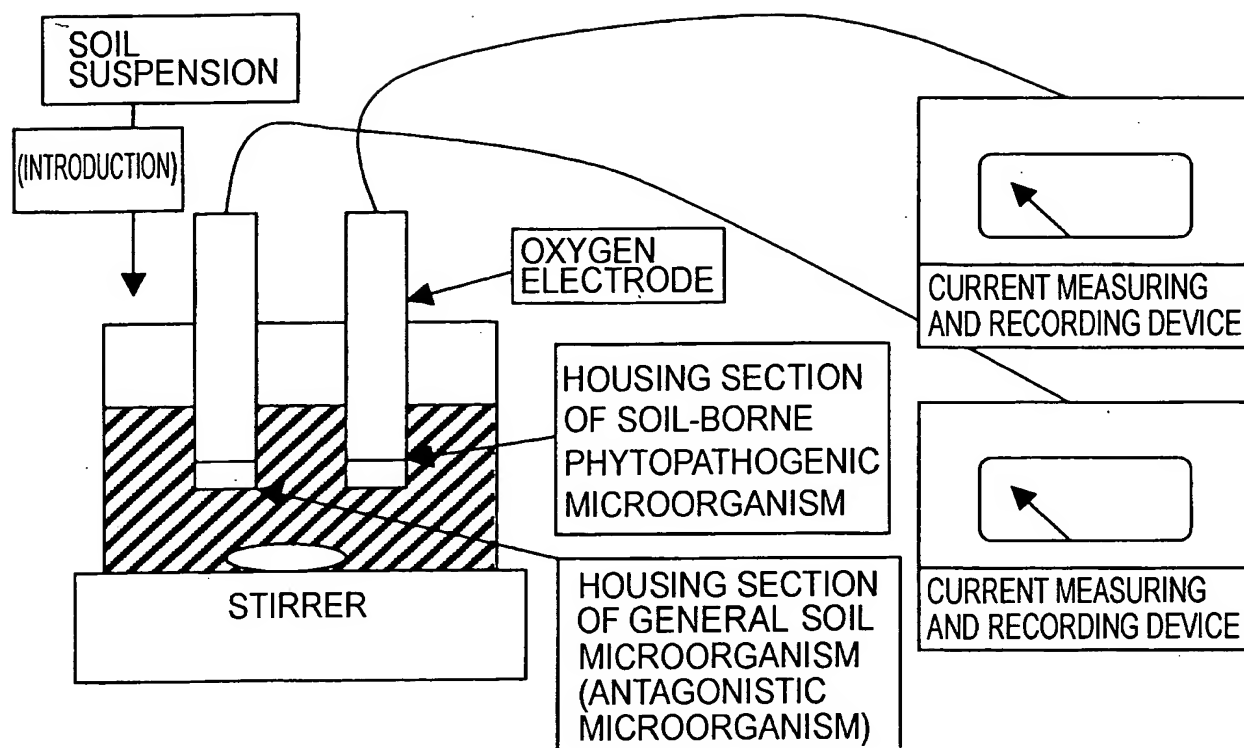 SOIL
SUSPENSION
(INTRODUCTION)
OXYGEN
ELECTRODE
CURRENT MEASURING
AND RECORDING DEVICE
HOUSING SECTION
OF SOIL-BORNE
PHYTOPATHOGENIC
MICROORGANISM
STIRRER
HOUSING SECTION
OF GENERAL SOIL
MICROORGANISM
(ANTAGONISTIC
MICROORGANISM)
CURRENT MEASURING
AND RECORDING DEVICE